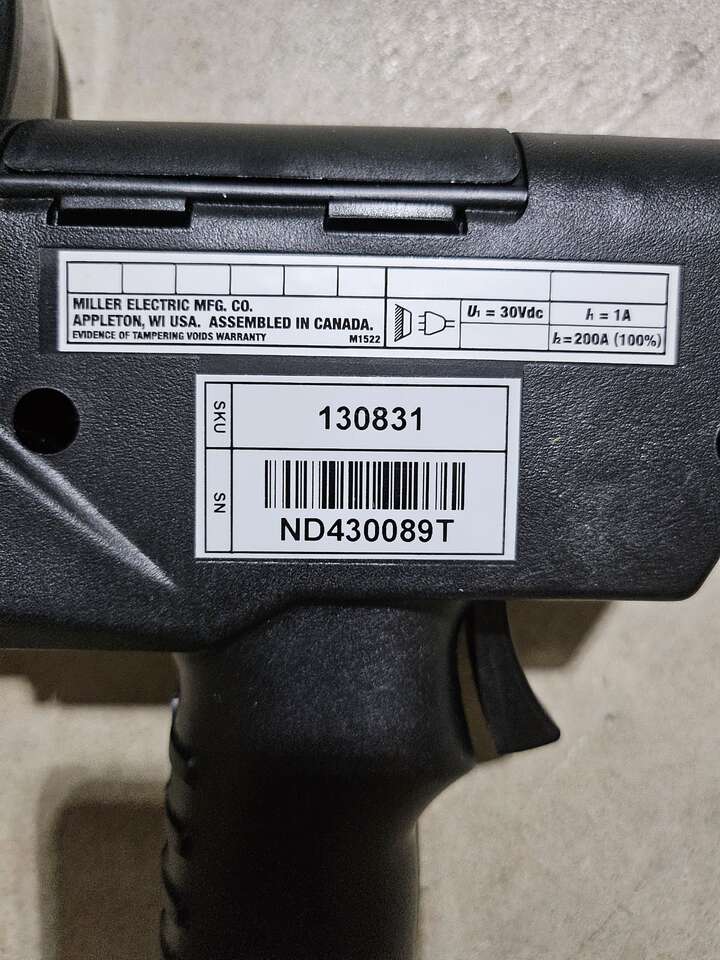 MILLER ELECTRIC MFG. CO.
APPLETON, WI USA. ASSEMBLED IN CANADA.
EVIDENCE OF TAMPERING VOIDS WARRANTY M1522
U₁ = 30Vdc I₁ = 1A
I₂=200A (100%)
SKU 130831
SN ND430089T